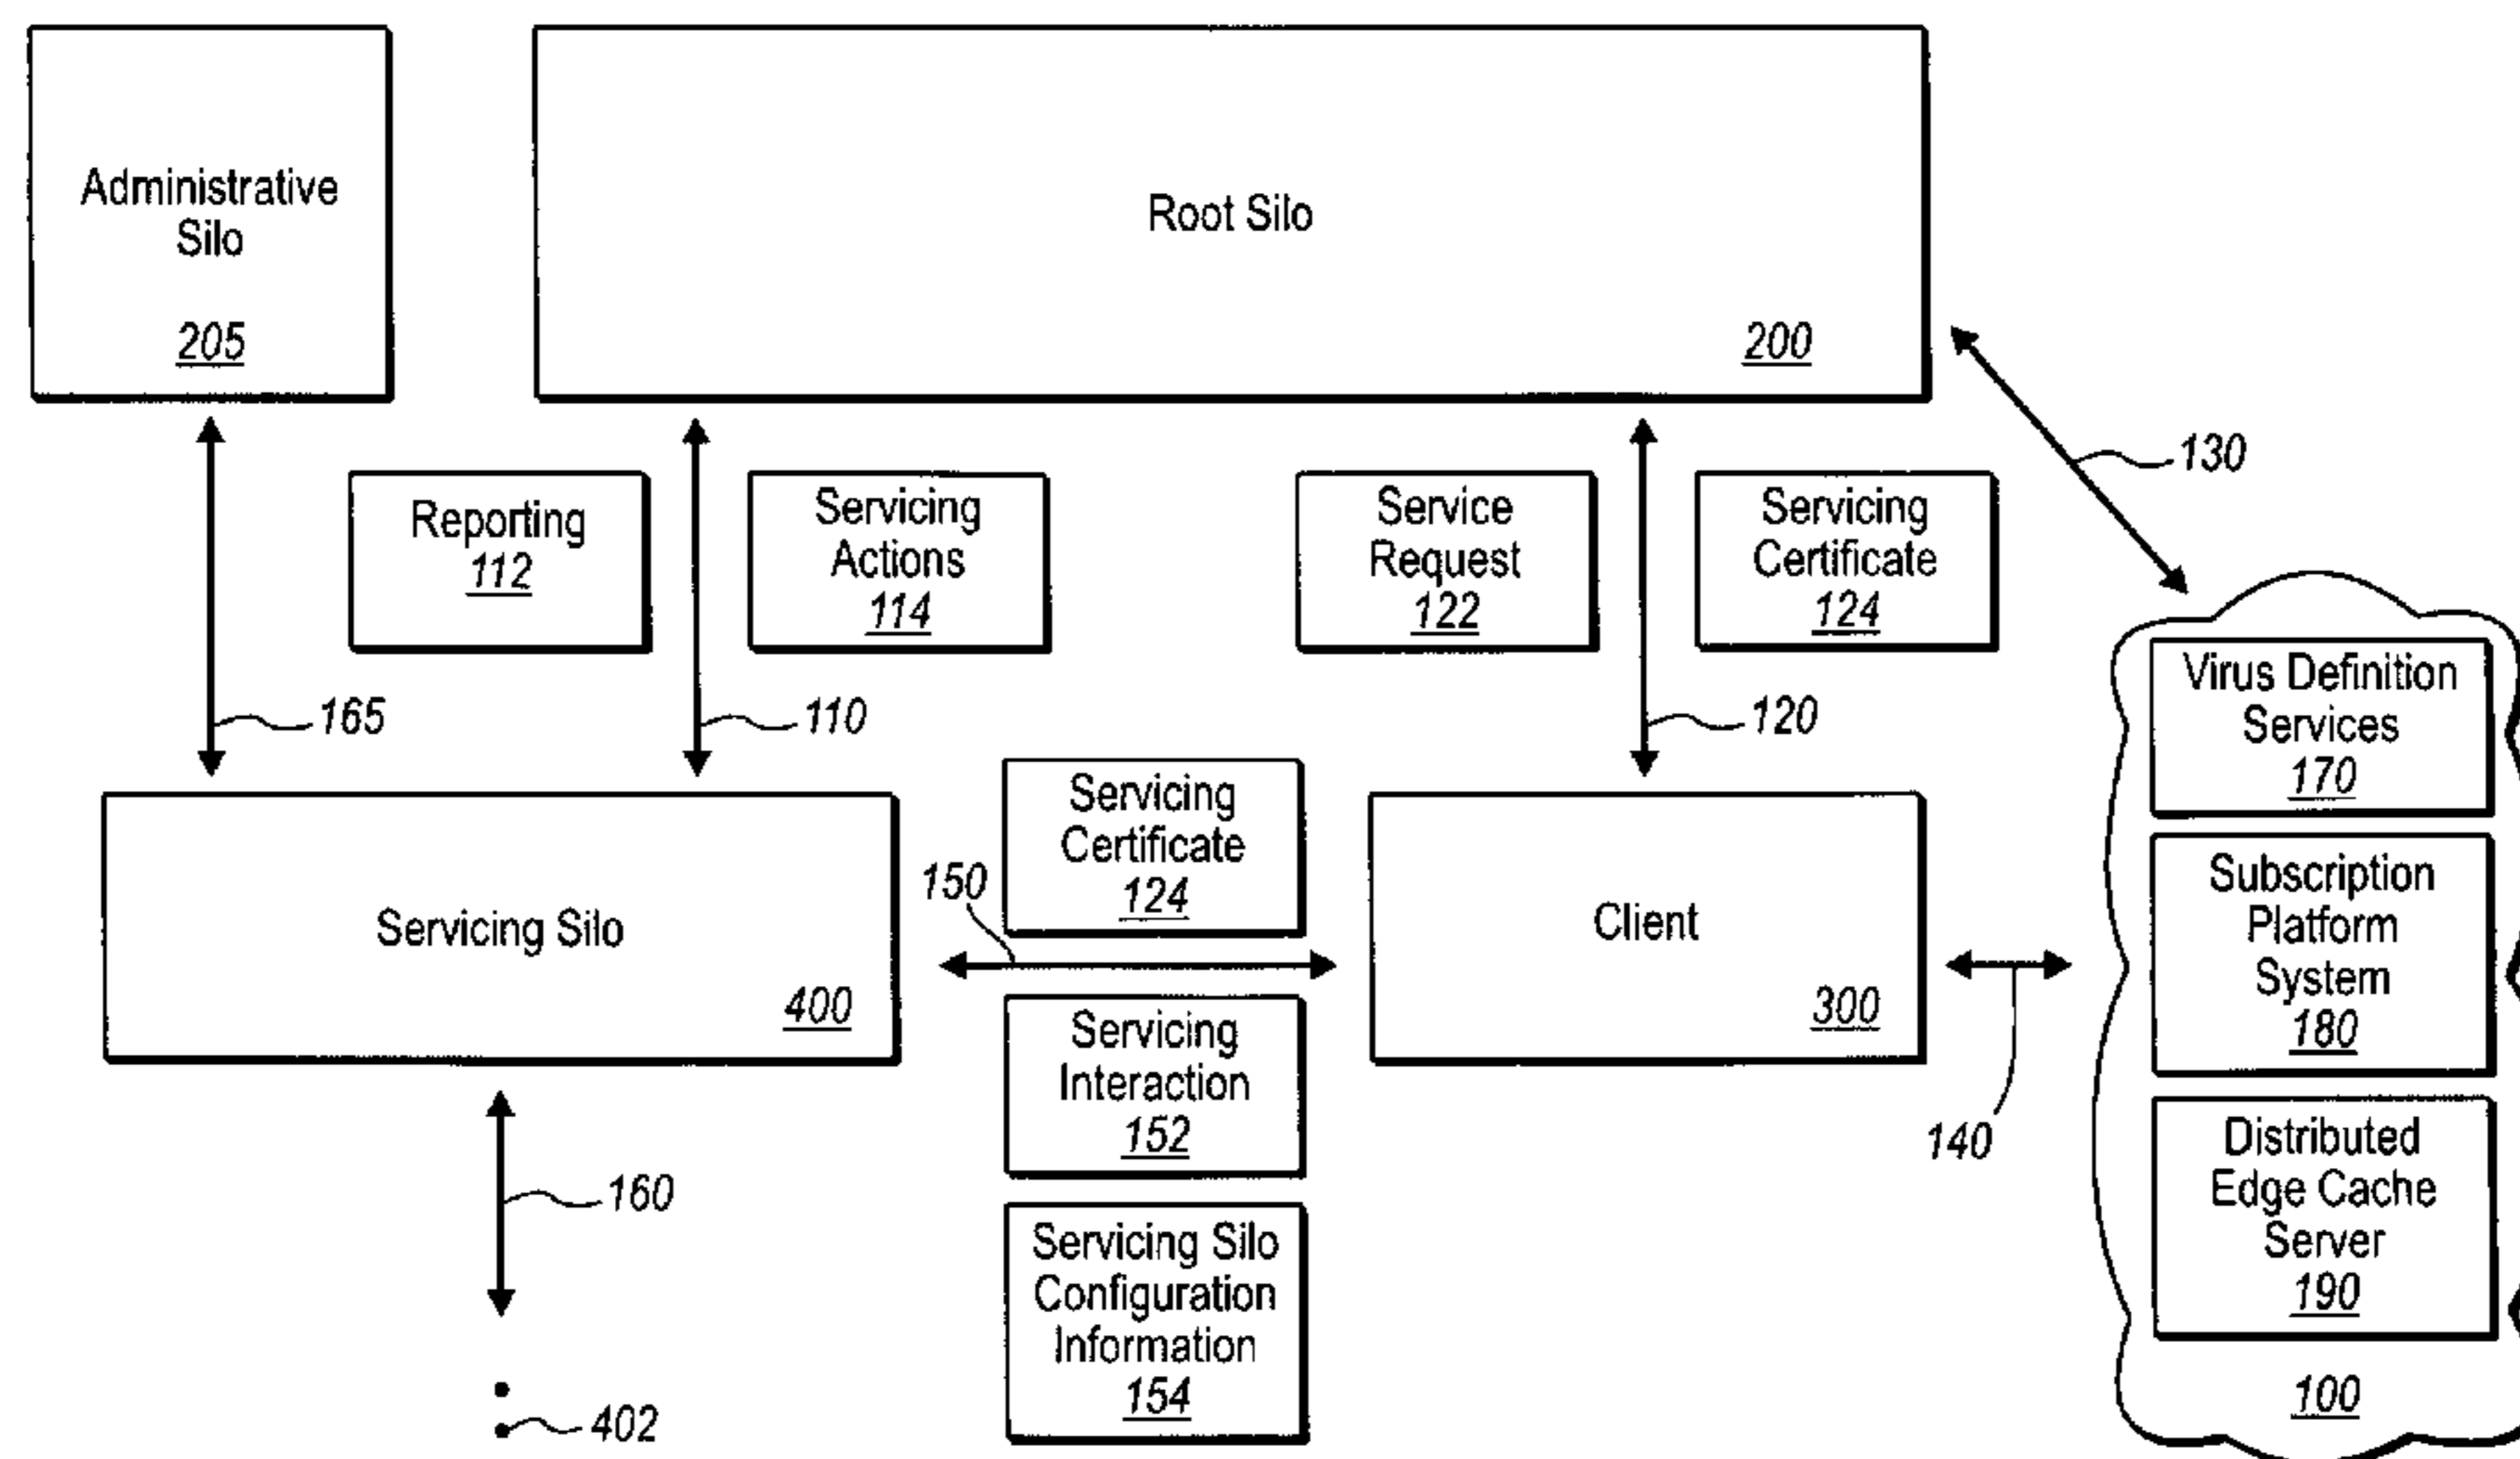 Administrative
Silo
205
Root Silo
200
130
Reporting
112
Servicing
Actions
114
Service
Request
122
Servicing
Certificate
124
165
110
120
Virus Definition
Services
170
Servicing Silo
400
150
Servicing
Certificate
124
Client
300
Subscription
Platform
System
180
140
Servicing
Interaction
152
160
Distributed
Edge Cache
Server
190
Servicing Silo
Configuration
Information
154
402
100